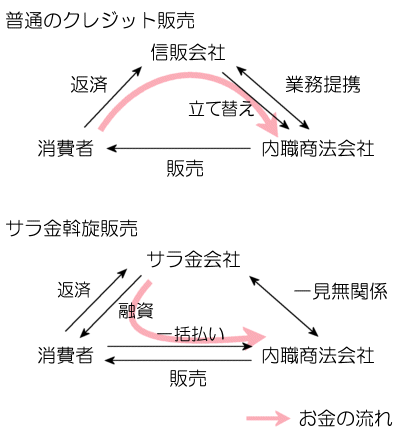 普通のクレジット販売
信販会社
返済
業務提携
立て替え
消費者
内職商法会社
販売
サラ金斡旋販売
サラ金会社
返済
融資
一見無関係
一括払い
消費者
内職商法会社
販売
お金の流れ